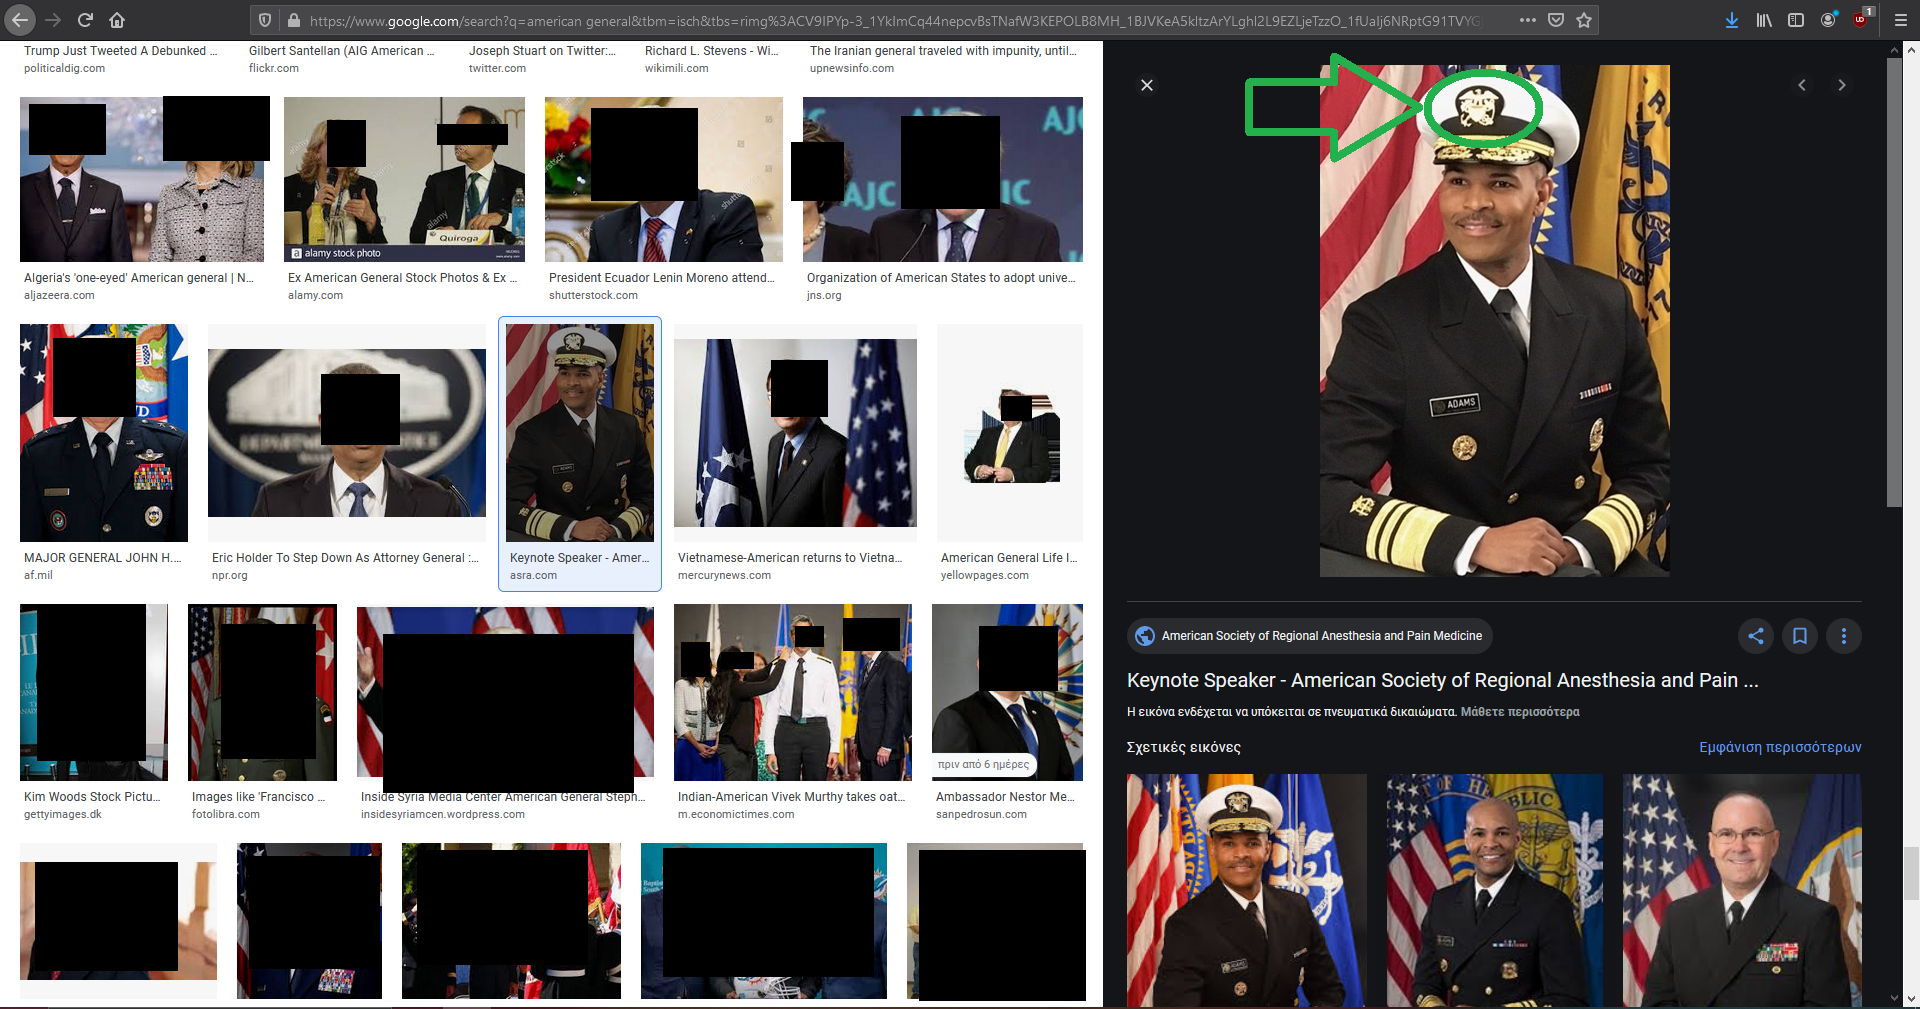 https://www.google.com/search?q=american general&tbm=isch&tbs=rimg%3ACV9IPYp-3_1YkImCq44nepcvBsTNafW3KEPOLB8MH_1BJVKeA5kItzArYLghI2L9EZLjeTzzO_1fUaIj6NRptG91TVYG
1
Trump Just Tweeted A Debunked ...
politicaldig.com
Gilbert Santellan (AIG American ...
flickr.com
Joseph Stuart on Twitter:...
twitter.com
Richard L. Stevens - Wi...
wikimili.com
The Iranian general traveled with impunity, until...
upnewsinfo.com
Quiroga
alamy stock photo
AJC
AJC
Algeria's 'one-eyed' American general | N...
aljazeera.com
Ex American General Stock Photos & Ex ...
alamy.com
President Ecuador Lenin Moreno attend...
shutterstock.com
Organization of American States to adopt unive...
jns.org
MAJOR GENERAL JOHN H....
af.mil
Eric Holder To Step Down As Attorney General :...
npr.org
Keynote Speaker - Amer...
asra.com
Vietnamese-American returns to Vietna...
mercurynews.com
American General Life I...
yellowpages.com
πριν από 6 ημέρες
Kim Woods Stock Pictu...
gettyimages.dk
Images like 'Francisco ...
fotolibra.com
Inside Syria Media Center American General Steph...
insidesyriamcen.wordpress.com
Indian-American Vivek Murthy takes oat...
m.economictimes.com
Ambassador Nestor Me...
sanpedrosun.com
ADAMS
American Society of Regional Anesthesia and Pain Medicine
Keynote Speaker - American Society of Regional Anesthesia and Pain ...
Η εικόνα ενδέχεται να υπόκειται σε πνευματικά δικαιώματα. Μάθετε περισσότερα
Σχετικές εικόνες
Εμφάνιση περισσότερων